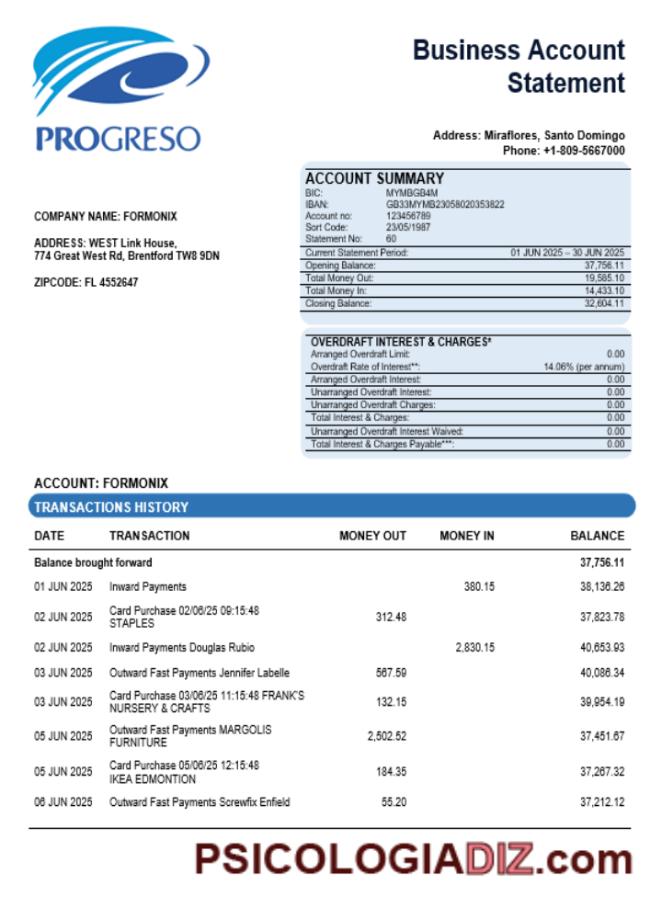 PROGRESO
Business Account
Statement
Address: Miraflores, Santo Domingo
Phone: +1-809-5667000
COMPANY NAME: FORMONIX
ADDRESS: WEST Link House,
774 Great West Rd, Brentford TW8 9DN
ZIPCODE: FL 4552647
ACCOUNT SUMMARY
BIC: MYMBGB4M
IBAN: GB33MYMB23058020353822
Account no: 123456789
Sort Code: 23/05/1987
Statement No: 60
Current Statement Period: 01 JUN 2025 – 30 JUN 2025
Opening Balance: 37,756.11
Total Money Out: 19,585.10
Total Money In: 14,433.10
Closing Balance: 32,604.11
OVERDRAFT INTEREST & CHARGES*
Arranged Overdraft Limit: 0.00
Overdraft Rate of Interest**: 14.06% (per annum)
Arranged Overdraft Interest: 0.00
Unarranged Overdraft Interest: 0.00
Unarranged Overdraft Charges: 0.00
Total Interest & Charges: 0.00
Unarranged Overdraft Interest Waived: 0.00
Total Interest & Charges Payable***: 0.00
ACCOUNT: FORMONIX
TRANSACTIONS HISTORY
DATE TRANSACTION MONEY OUT MONEY IN BALANCE
Balance brought forward 37,756.11
01 JUN 2025 Inward Payments 380.15 38,136.26
02 JUN 2025 Card Purchase 02/06/25 09:15:48
STAPLES 312.48 37,823.78
02 JUN 2025 Inward Payments Douglas Rubio 2,830.15 40,653.93
03 JUN 2025 Outward Fast Payments Jennifer Labelle 567.59 40,086.34
03 JUN 2025 Card Purchase 03/06/25 11:15:48 FRANK'S
NURSERY & CRAFTS 132.15 39,954.19
05 JUN 2025 Outward Fast Payments MARGOLIS
FURNITURE 2,502.52 37,451.67
05 JUN 2025 Card Purchase 05/06/25 12:15:48
IKEA EDMONTION 184.35 37,267.32
06 JUN 2025 Outward Fast Payments Screwfix Enfield 55.20 37,212.12
PSICOLOGIADIZ.com